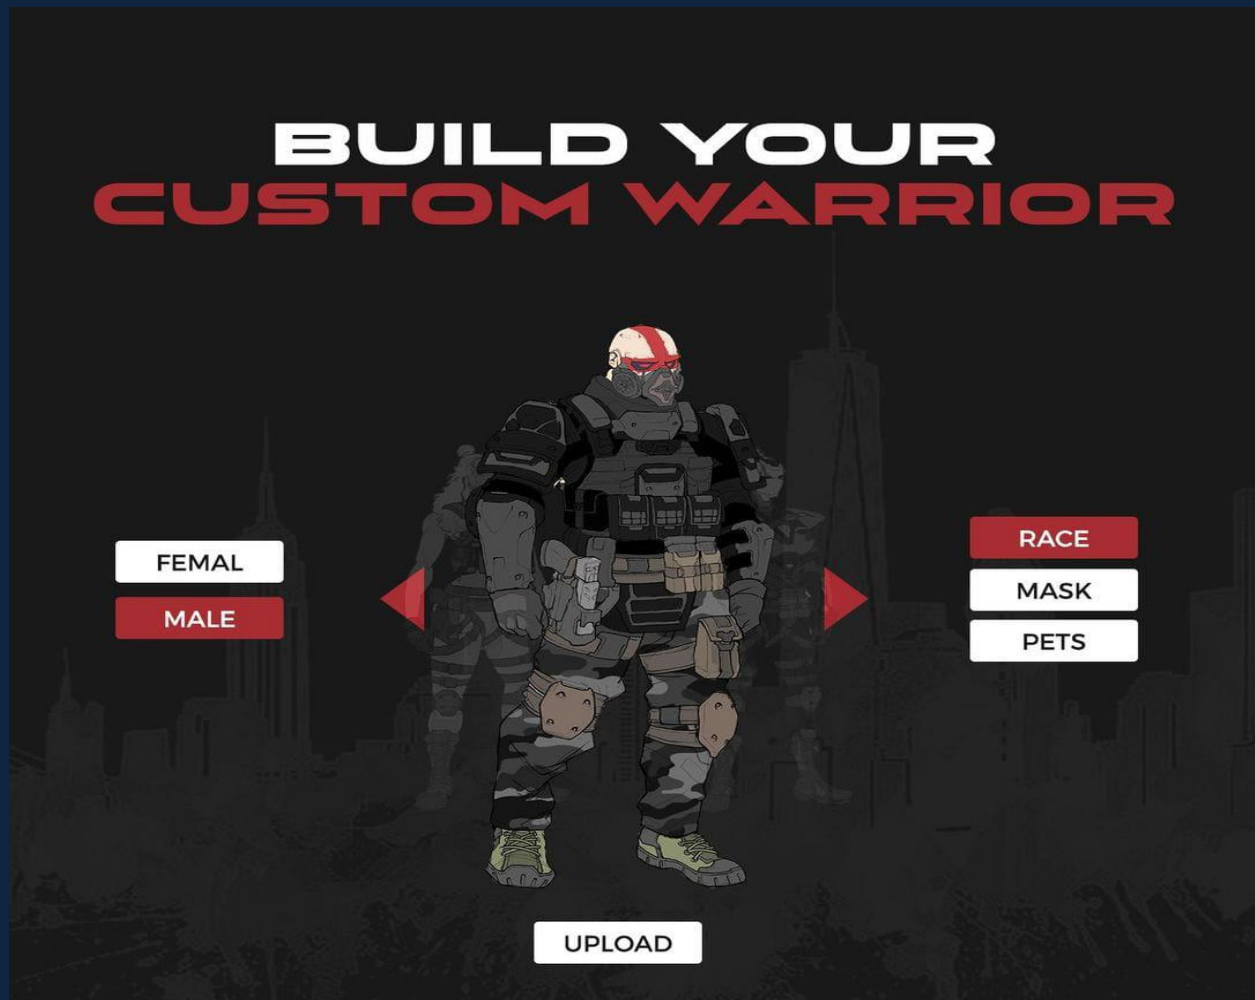 BUILD YOUR
CUSTOM WARRIOR
FEMAL
MALE
RACE
MASK
PETS
UPLOAD